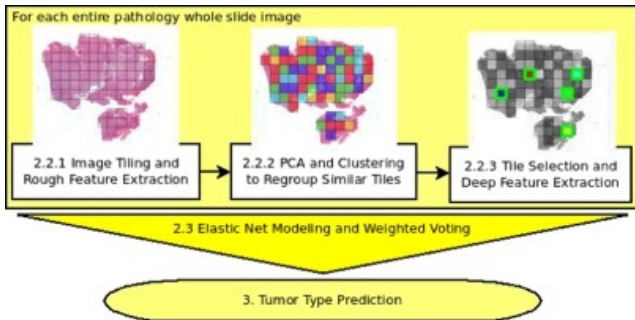 For each entire pathology whole slide image
2.2.1 Image Tiling and
Rough Feature Extraction
2.2.2 PCA and Clustering
to Regroup Similar Tiles
2.2.3 Tile Selection and
Deep Feature Extraction
2.3 Elastic Net Modeling and Weighted Voting
3. Tumor Type Prediction